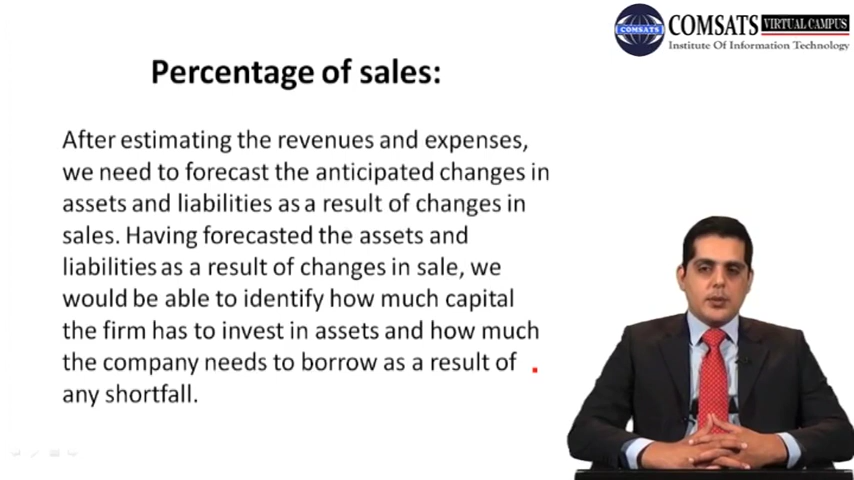 COMSATS VIRTUAL CAMPUS
Institute Of Information Technology
COMSATS
Percentage of sales:
After estimating the revenues and expenses,
we need to forecast the anticipated changes in
assets and liabilities as a result of changes in
sales. Having forecasted the assets and
liabilities as a result of changes in sale, we
would be able to identify how much capital
the firm has to invest in assets and how much
the company needs to borrow as a result of
any shortfall.